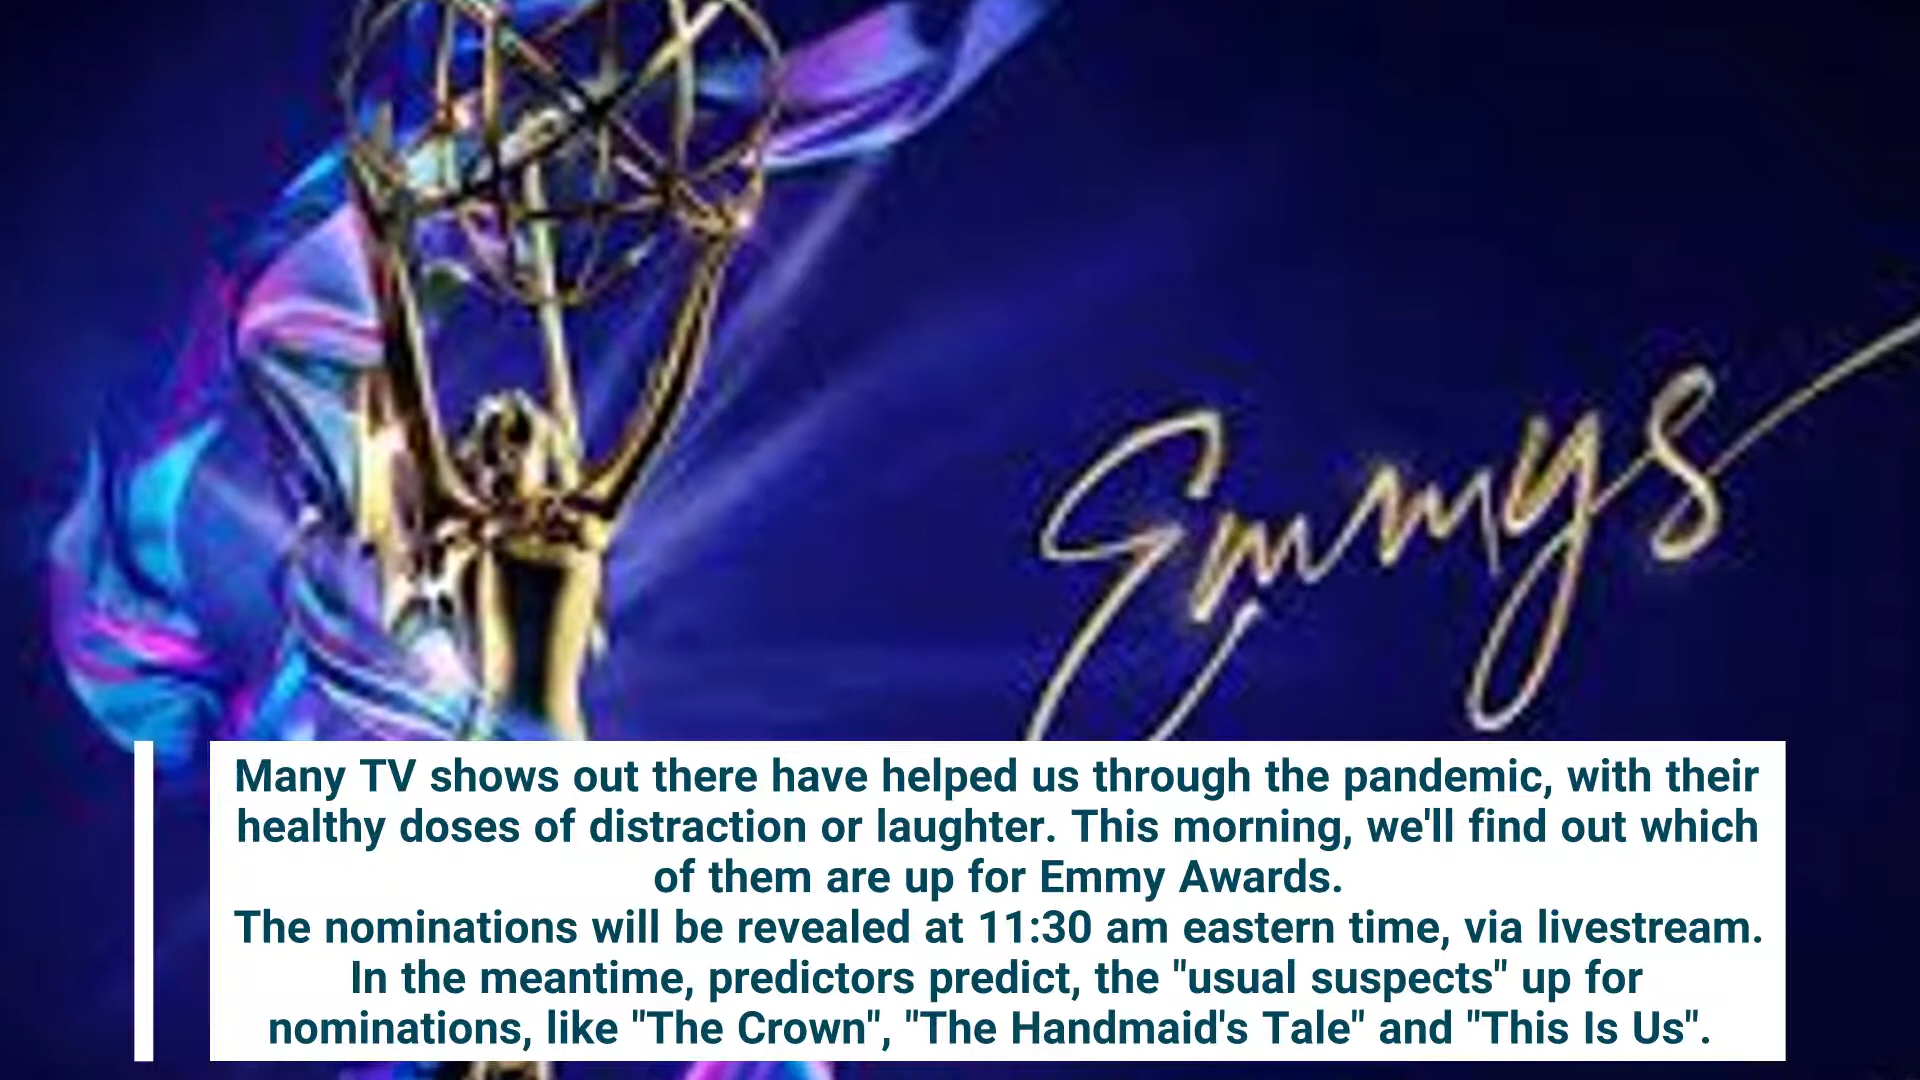 Emmys
Many TV shows out there have helped us through the pandemic, with their
healthy doses of distraction or laughter. This morning, we'll find out which
of them are up for Emmy Awards.
The nominations will be revealed at 11:30 am eastern time, via livestream.
In the meantime, predictors predict, the "usual suspects" up for
nominations, like "The Crown", "The Handmaid's Tale" and "This Is Us".